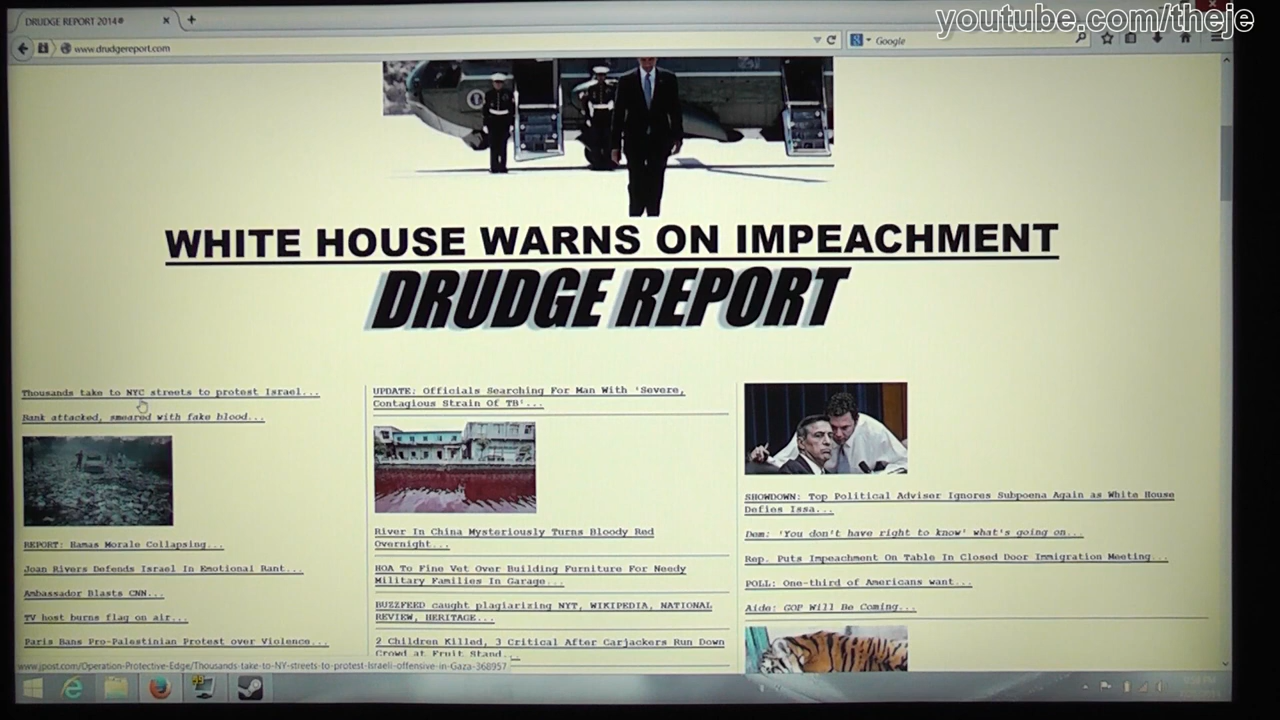 youtube.com/theje
DRUDGE REPORT 2014®
www.drudgereport.com
Google
WHITE HOUSE WARNS ON IMPEACHMENT
DRUDGE REPORT
Thousands take to NYC streets to protest Israel...
Bank attacked, smeared with fake blood...
REPORT: Hamas Morale Collapsing...
Joan Rivers Defends Israel In Emotional Rant...
Ambassador Blasts CNN...
TV host burns flag on air...
Paris Bans Pro-Palestinian Protest over Violence...
UPDATE: Officials Searching For Man With 'Severe,
Contagious Strain Of TB'...
River In China Mysteriously Turns Bloody Red
Overnight...
HOA To Fine Vet Over Building Furniture For Needy
Military Families In Garage...
BUZZFEED caught plagiarizing NYT, WIKIPEDIA, NATIONAL
REVIEW, HERITAGE...
2 Children Killed, 3 Critical After Carjackers Run Down
Crowd at Fruit Stand...
SHOWDOWN: Top Political Adviser Ignores Subpoena Again as White House
Defies Issa...
Dem: 'You don't have right to know' what's going on...
Rep. Puts Impeachment On Table In Closed Door Immigration Meeting...
POLL: One-third of Americans want...
Aide: GOP Will Be Coming...
www.jpost.com/Operation-Protective-Edge/Thousands-take-to-NY-streets-to-protest-Israeli-offensive-in-Gaza-368957